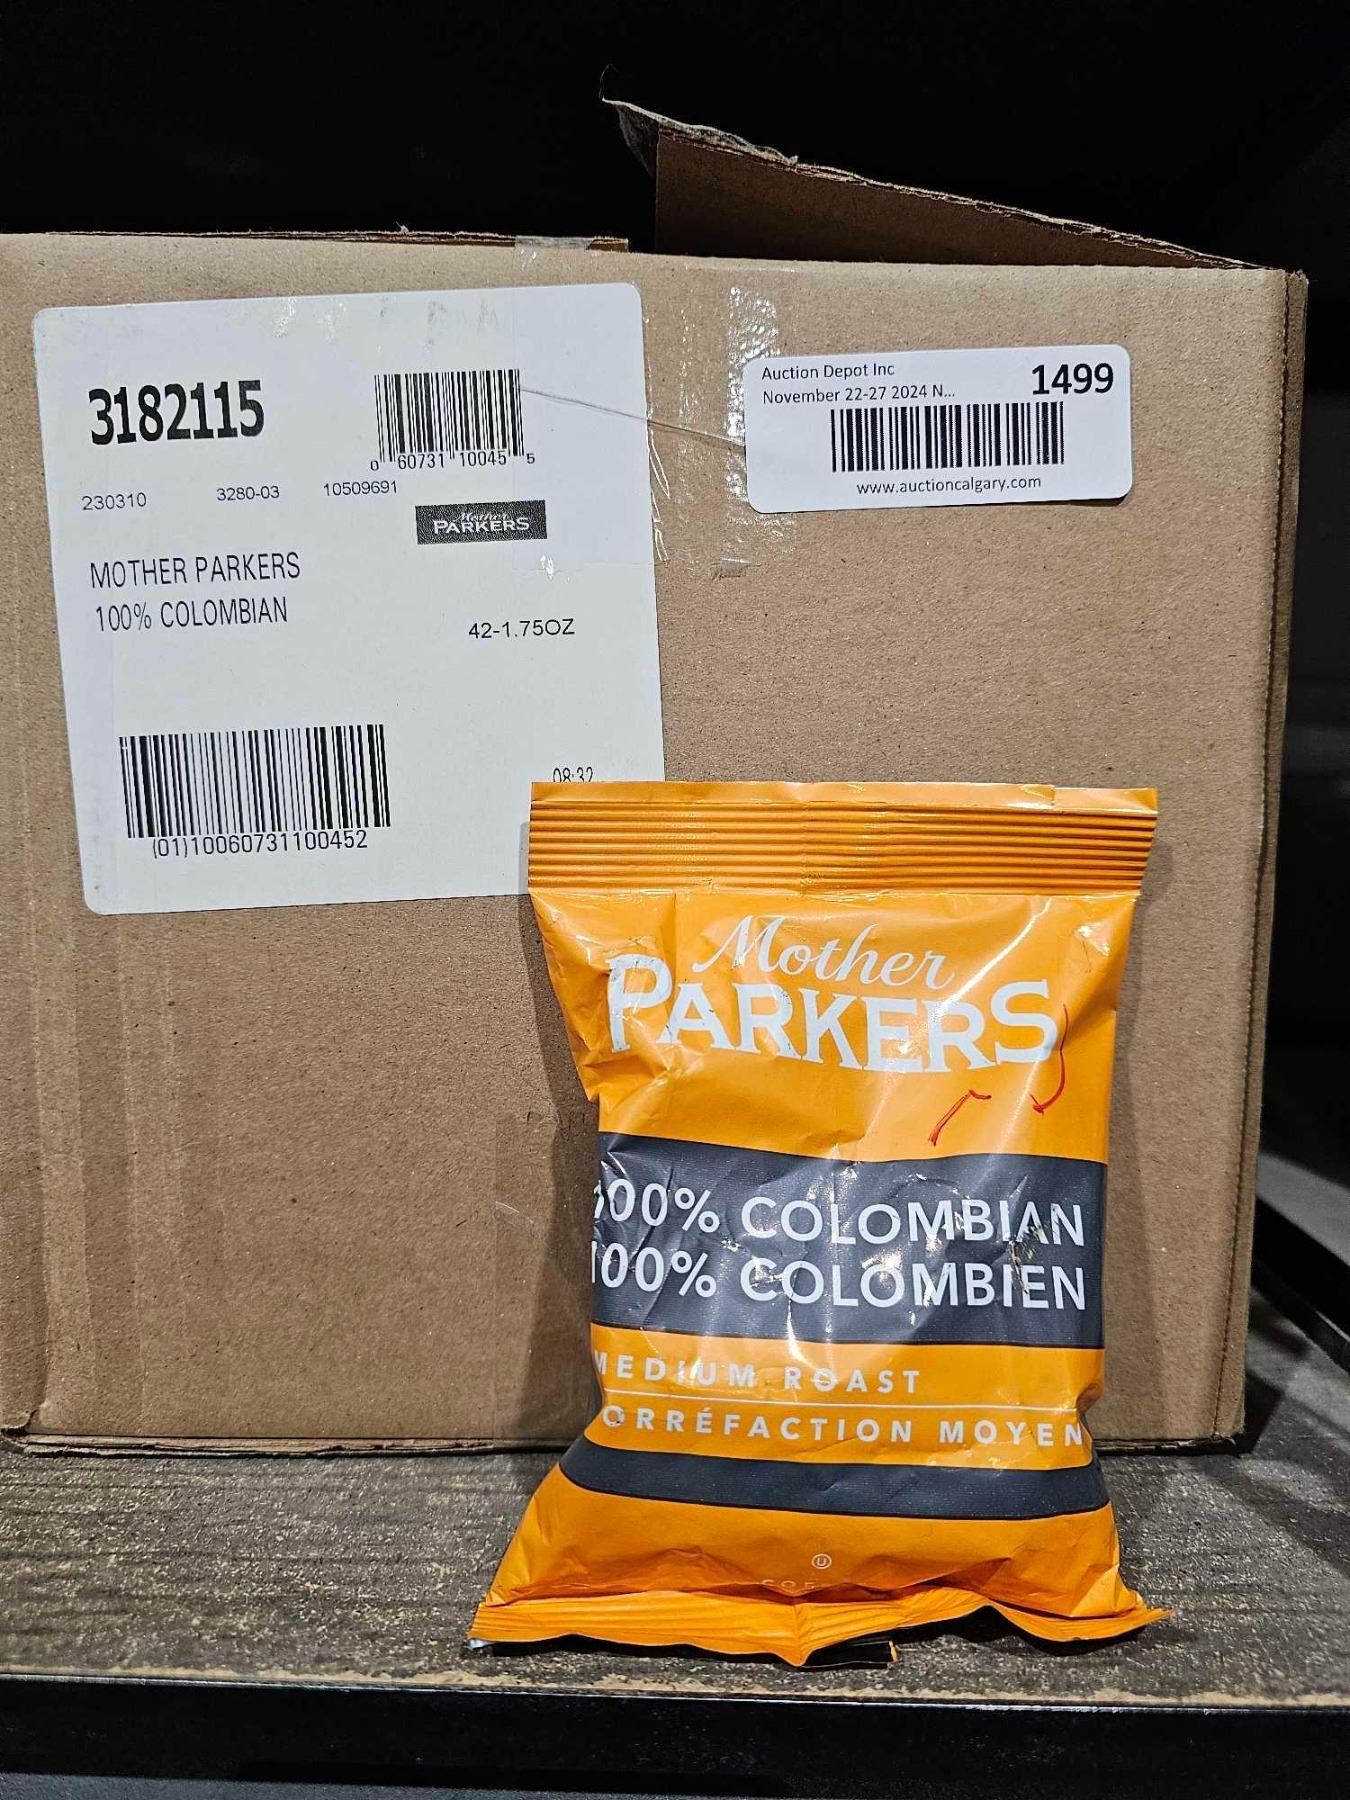 3182115
0 60731 10045 5
230310 3280-03 10509691
Mother
PARKERS
MOTHER PARKERS
100% COLOMBIAN
42-1.75OZ
08:32
(01)10060731100452
Auction Depot Inc
1499
November 22-27 2024 N...
www.auctioncalgary.com
Mother
PARKERS
100% COLOMBIAN
100% COLOMBIEN
MEDIUM ROAST
ORRÉFACTION MOYEN
U